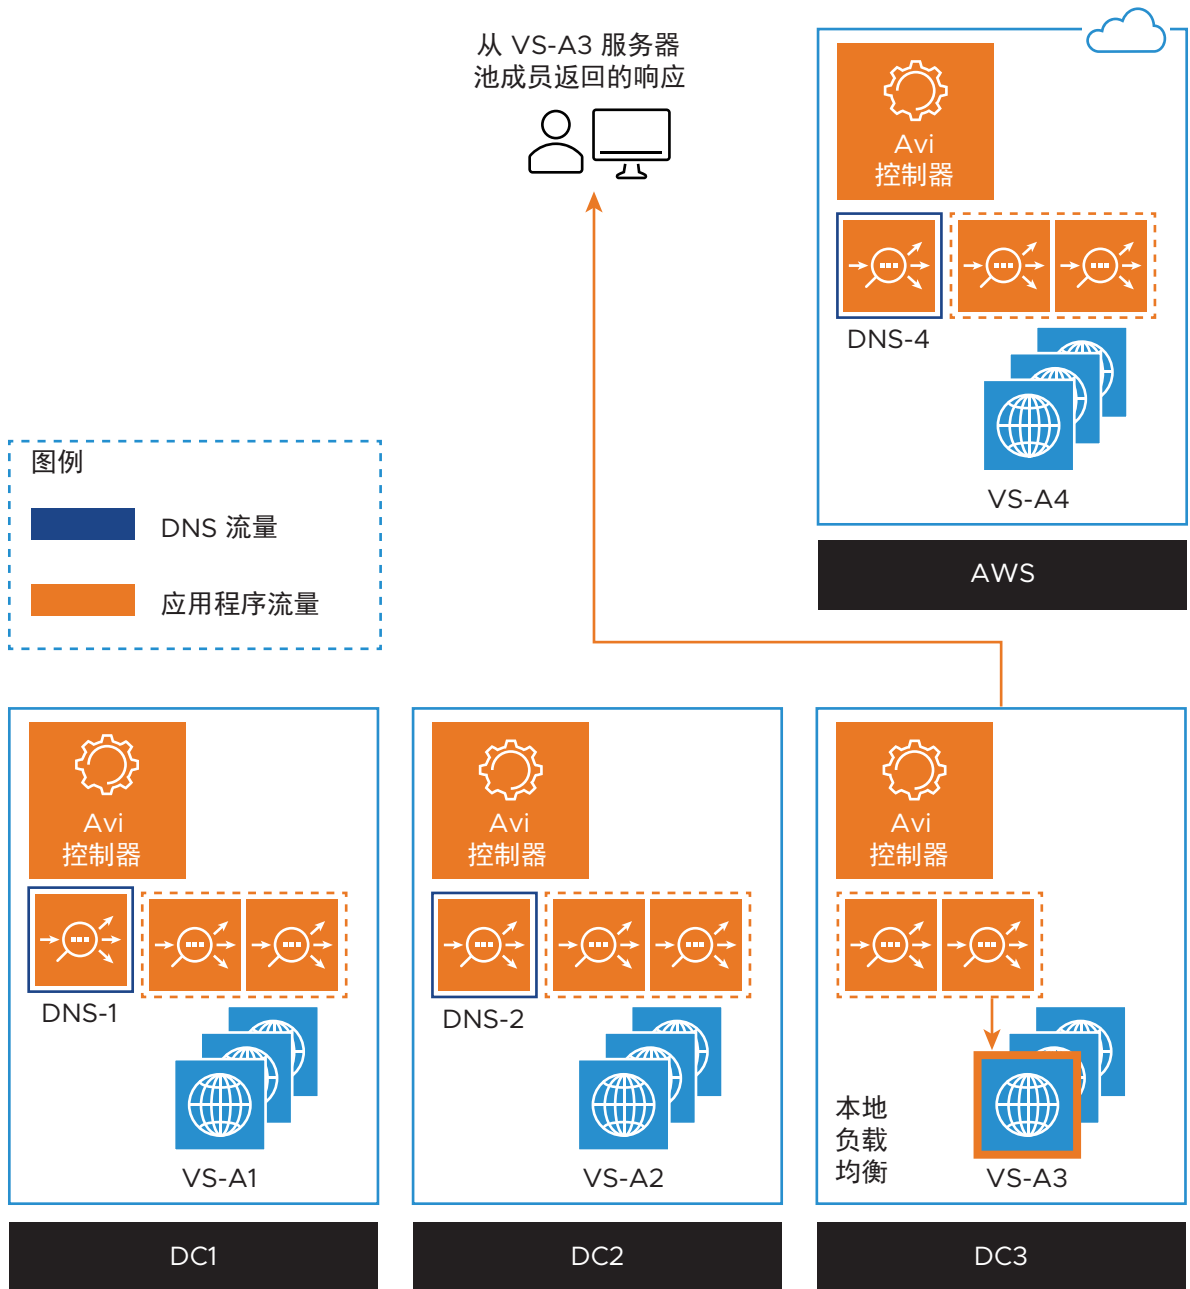 从 VS-A3 服务器
池成员返回的响应
Avi
控制器
DNS-4
VS-A4
AWS
图例
DNS 流量
应用程序流量
Avi
控制器
DNS-1
VS-A1
DC1
Avi
控制器
DNS-2
VS-A2
DC2
Avi
控制器
本地
负载
均衡
VS-A3
DC3